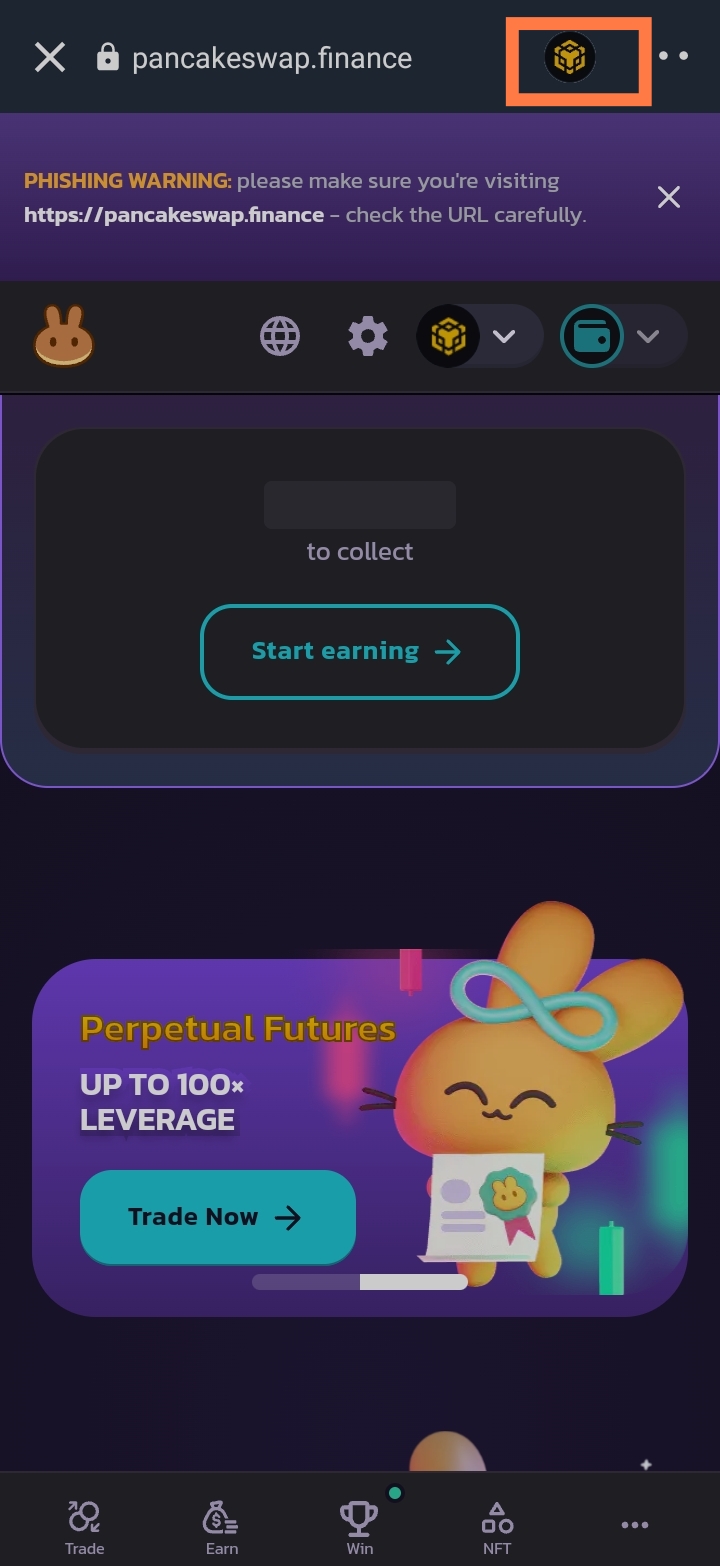 pancakeswap.finance
PHISHING WARNING: please make sure you're visiting
https://pancakeswap.finance - check the URL carefully.
to collect
Start earning
Perpetual Futures
UP TO 100×
LEVERAGE
Trade Now
Trade
Earn
Win
NFT